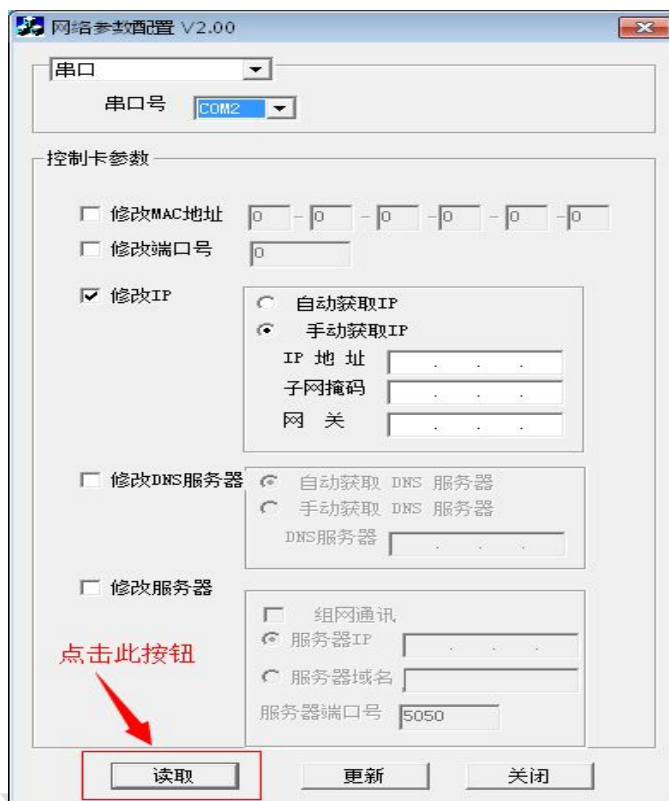 网络参数配置 V2.00
串口
串口号 COM2
控制卡参数
修改MAC地址 0 - 0 - 0 - 0 - 0 - 0
修改端口号 0
修改IP
自动获取IP
手动获取IP
IP 地 址 . . .
子网掩码 . . .
网 关 . . .
修改DNS服务器
自动获取 DNS 服务器
手动获取 DNS 服务器
DNS服务器 . . .
修改服务器
组网通讯
服务器IP . . .
服务器域名
服务器端口号 5050
点击此按钮
读取 更新 关闭